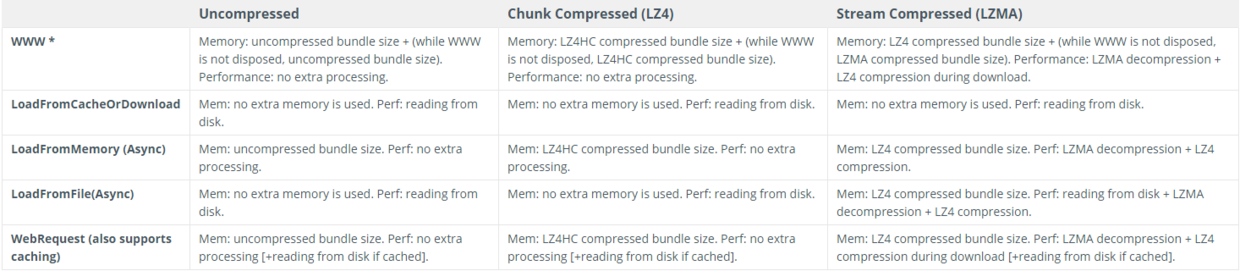 Uncompressed
Chunk Compressed (LZ4)
Stream Compressed (LZMA)
WWW *
Memory: uncompressed bundle size + (while WWW
is not disposed, uncompressed bundle size).
Performance: no extra processing.
Memory: LZ4HC compressed bundle size + (while WWW
is not disposed, LZ4HC compressed bundle size).
Performance: no extra processing.
Memory: LZ4 compressed bundle size + (while WWW is not disposed,
LZMA compressed bundle size). Performance: LZMA decompression +
LZ4 compression during download.
LoadFromCacheOrDownload
Mem: no extra memory is used. Perf: reading from
disk.
Mem: no extra memory is used. Perf: reading from disk.
Mem: no extra memory is used. Perf: reading from disk.
LoadFromMemory (Async)
Mem: uncompressed bundle size. Perf: no extra
processing.
Mem: LZ4HC compressed bundle size. Perf: no extra
processing.
Mem: LZ4 compressed bundle size. Perf: LZMA decompression + LZ4
compression.
LoadFromFile(Async)
Mem: no extra memory is used. Perf: reading from
disk.
Mem: no extra memory is used. Perf: reading from disk.
Mem: LZ4 compressed bundle size. Perf: reading from disk + LZMA
decompression + LZ4 compression.
WebRequest (also supports
caching)
Mem: uncompressed bundle size. Perf: no extra
processing [+reading from disk if cached].
Mem: LZ4HC compressed bundle size. Perf: no extra
processing [+reading from disk if cached].
Mem: LZ4 compressed bundle size. Perf: LZMA decompression + LZ4
compression during download [+reading from disk if cached].